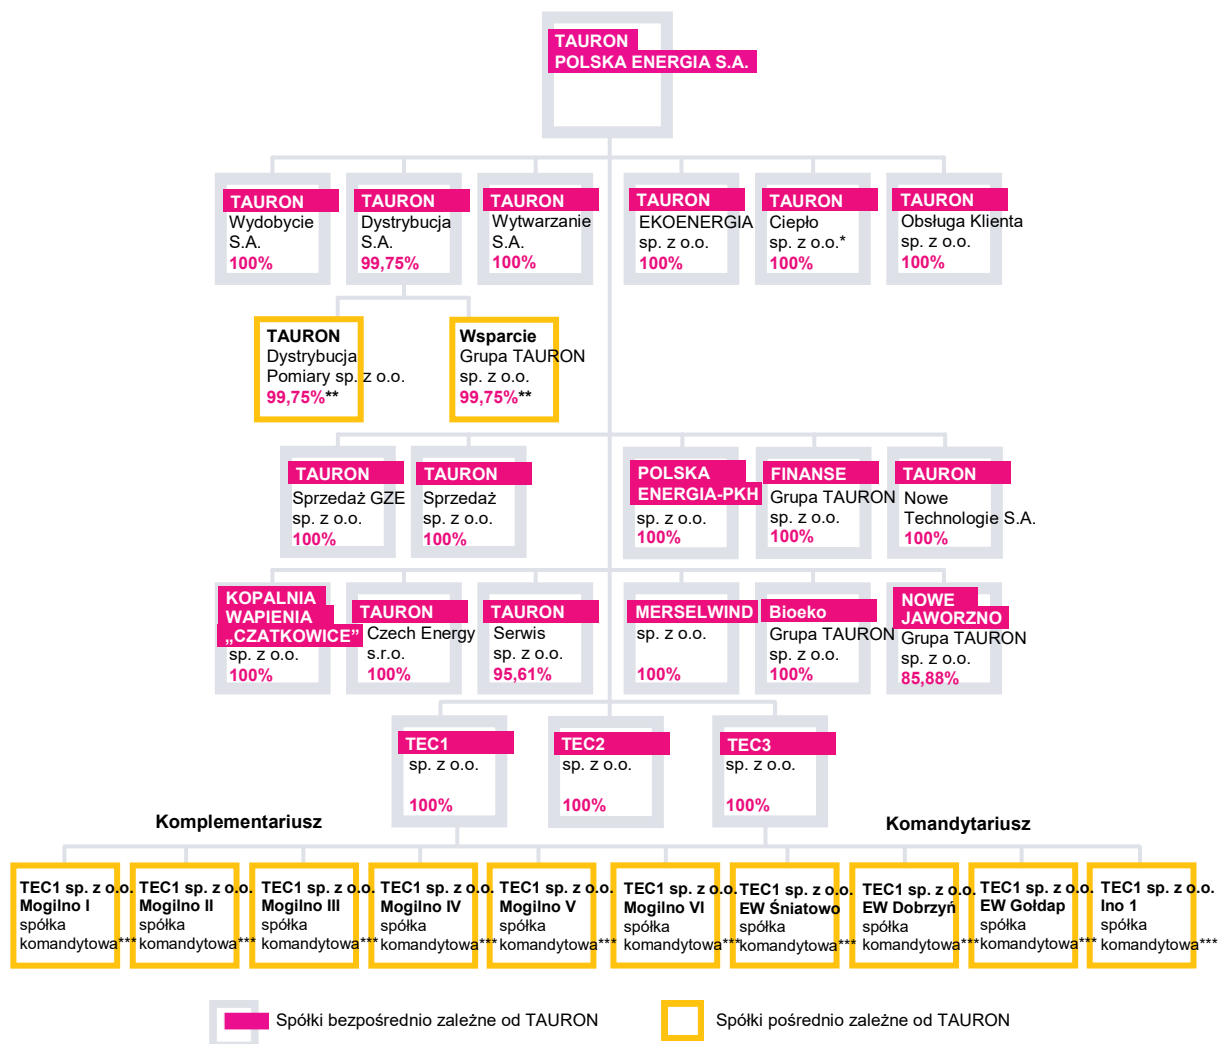 TAURON
POLSKA ENERGIA S.A.
TAURON
Wydobycie
S.A.
100%
TAURON
Dystrybucja
S.A.
99,75%
TAURON
Wytwarzanie
S.A.
100%
TAURON
EKOENERGIA
sp. z o.o.
100%
TAURON
Ciepło
sp. z o.o.*
100%
TAURON
Obsługa Klienta
sp. z o.o.
100%
TAURON
Dystrybucja
Pomiary sp. z o.o.
99,75%**
Wsparcie
Grupa TAURON
sp. z o.o.
99,75%**
TAURON
Sprzedaż GZE
sp. z o.o.
100%
TAURON
Sprzedaż
sp. z o.o.
100%
POLSKA
ENERGIA-PKH
sp. z o.o.
100%
FINANSE
Grupa TAURON
sp. z o.o.
100%
TAURON
Nowe
Technologie S.A.
100%
KOPALNIA
WAPIENIA
„CZATKOWICE”
sp. z o.o.
100%
TAURON
Czech Energy
s.r.o.
100%
TAURON
Serwis
sp. z o.o.
95,61%
MERSELWIND
sp. z o.o.
100%
Bioeko
Grupa TAURON
sp. z o.o.
100%
NOWE
JAWORZNO
Grupa TAURON
sp. z o.o.
85,88%
TEC1
sp. z o.o.
100%
TEC2
sp. z o.o.
100%
TEC3
sp. z o.o.
100%
Komplementariusz
Komandytariusz
TEC1 sp. z o.o.
Mogilno I
spółka
komandytowa***
TEC1 sp. z o.o.
Mogilno II
spółka
komandytowa***
TEC1 sp. z o.o.
Mogilno III
spółka
komandytowa***
TEC1 sp. z o.o.
Mogilno IV
spółka
komandytowa***
TEC1 sp. z o.o.
Mogilno V
spółka
komandytowa***
TEC1 sp. z o.o.
Mogilno VI
spółka
komandytowa***
TEC1 sp. z o.o.
EW Śniatowo
spółka
komandytowa***
TEC1 sp. z o.o.
EW Dobrzyń
spółka
komandytowa***
TEC1 sp. z o.o.
EW Gołdap
spółka
komandytowa***
TEC1 sp. z o.o.
Ino 1
spółka
komandytowa***
Spółki bezpośrednio zależne od TAURON
Spółki pośrednio zależne od TAURON